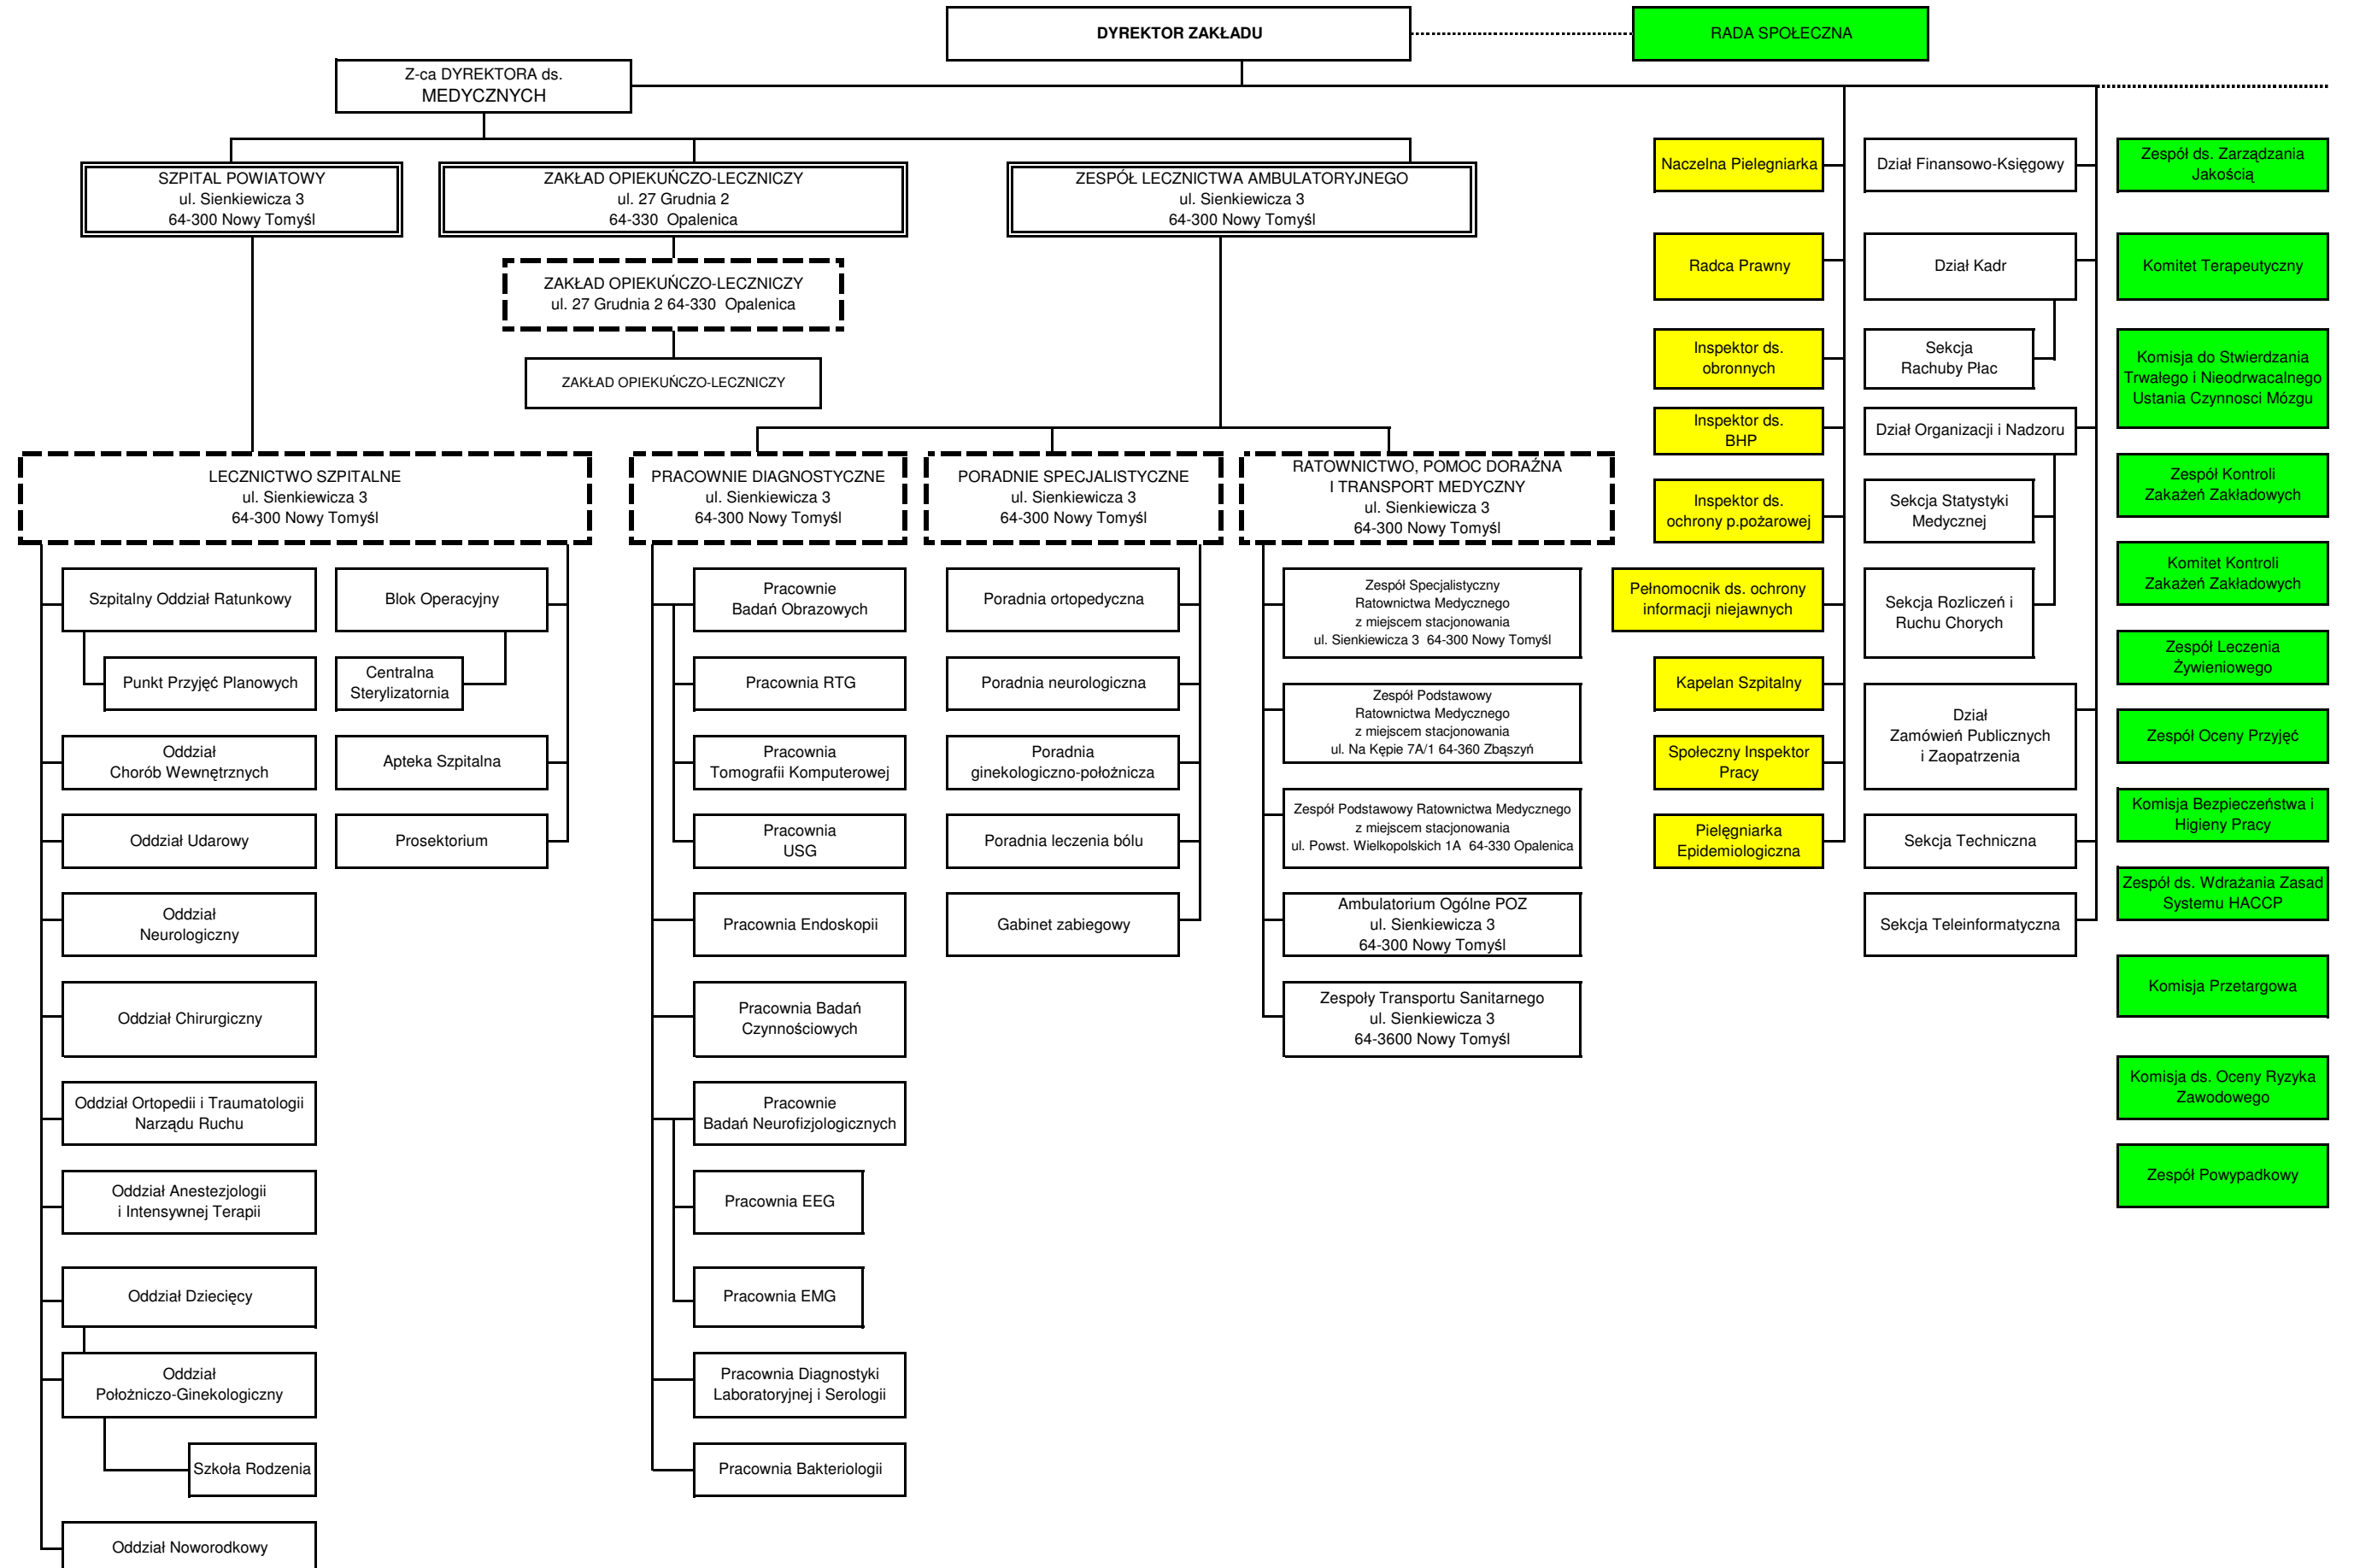 DYREKTOR ZAKŁADU
RADA SPOŁECZNA
Z-ca DYREKTORA ds.
MEDYCZNYCH
SZPITAL POWIATOWY
ul. Sienkiewicza 3
64-300 Nowy Tomyśl
ZAKŁAD OPIEKUŃCZO-LECZNICZY
ul. 27 Grudnia 2
64-330 Opalenica
ZESPÓŁ LECZNICTWA AMBULATORYJNEGO
ul. Sienkiewicza 3
64-300 Nowy Tomyśl
ZAKŁAD OPIEKUŃCZO-LECZNICZY
ul. 27 Grudnia 2 64-330 Opalenica
ZAKŁAD OPIEKUŃCZO-LECZNICZY
LECZNICTWO SZPITALNE
ul. Sienkiewicza 3
64-300 Nowy Tomyśl
Szpitalny Oddział Ratunkowy
Punkt Przyjęć Planowych
Oddział
Chorób Wewnętrznych
Oddział Udarowy
Oddział
Neurologiczny
Oddział Chirurgiczny
Oddział Ortopedii i Traumatologii
Narządu Ruchu
Oddział Anestezjologii
i Intensywnej Terapii
Oddział Dziecięcy
Oddział
Położniczo-Ginekologiczny
Szkoła Rodzenia
Oddział Noworodkowy
Blok Operacyjny
Centralna
Sterylizatornia
Apteka Szpitalna
Prosektorium
PRACOWNIE DIAGNOSTYCZNE
ul. Sienkiewicza 3
64-300 Nowy Tomyśl
Pracownie
Badań Obrazowych
Pracownia RTG
Pracownia
Tomografii Komputerowej
Pracownia
USG
Pracownia Endoskopii
Pracownia Badań
Czynnościowych
Pracownie
Badań Neurofizjologicznych
Pracownia EEG
Pracownia EMG
Pracownia Diagnostyki
Laboratoryjnej i Serologii
Pracownia Bakteriologii
PORADNIE SPECJALISTYCZNE
ul. Sienkiewicza 3
64-300 Nowy Tomyśl
Poradnia ortopedyczna
Poradnia neurologiczna
Poradnia
ginekologiczno-położnicza
Poradnia leczenia bólu
Gabinet zabiegowy
RATOWNICTWO, POMOC DORAŹNA
I TRANSPORT MEDYCZNY
ul. Sienkiewicza 3
64-300 Nowy Tomyśl
Zespół Specjalistyczny
Ratownictwa Medycznego
z miejscem stacjonowania
ul. Sienkiewicza 3 64-300 Nowy Tomyśl
Zespół Podstawowy
Ratownictwa Medycznego
z miejscem stacjonowania
ul. Na Kępie 7A/1 64-360 Zbąszyń
Zespół Podstawowy Ratownictwa Medycznego
z miejscem stacjonowania
ul. Powst. Wielkopolskich 1A 64-330 Opalenica
Ambulatorium Ogólne POZ
ul. Sienkiewicza 3
64-300 Nowy Tomyśl
Zespoły Transportu Sanitarnego
ul. Sienkiewicza 3
64-3600 Nowy Tomyśl
Naczelna Pielegniarka
Radca Prawny
Inspektor ds.
obronnych
Inspektor ds.
BHP
Inspektor ds.
ochrony p.pożarowej
Pełnomocnik ds. ochrony
informacji niejawnych
Kapelan Szpitalny
Społeczny Inspektor
Pracy
Pielęgniarka
Epidemiologiczna
Dział Finansowo-Księgowy
Dział Kadr
Sekcja
Rachuby Płac
Dział Organizacji i Nadzoru
Sekcja Statystyki
Medycznej
Sekcja Rozliczeń i
Ruchu Chorych
Dział
Zamówień Publicznych
i Zaopatrzenia
Sekcja Techniczna
Sekcja Teleinformatyczna
Zespół ds. Zarządzania
Jakością
Komitet Terapeutyczny
Komisja do Stwierdzania
Trwałego i Nieodrwacalnego
Ustania Czynnosci Mózgu
Zespół Kontroli
Zakażeń Zakładowych
Komitet Kontroli
Zakażeń Zakładowych
Zespół Leczenia
Żywieniowego
Zespół Oceny Przyjęć
Komisja Bezpieczeństwa i
Higieny Pracy
Zespół ds. Wdrażania Zasad
Systemu HACCP
Komisja Przetargowa
Komisja ds. Oceny Ryzyka
Zawodowego
Zespół Powypadkowy